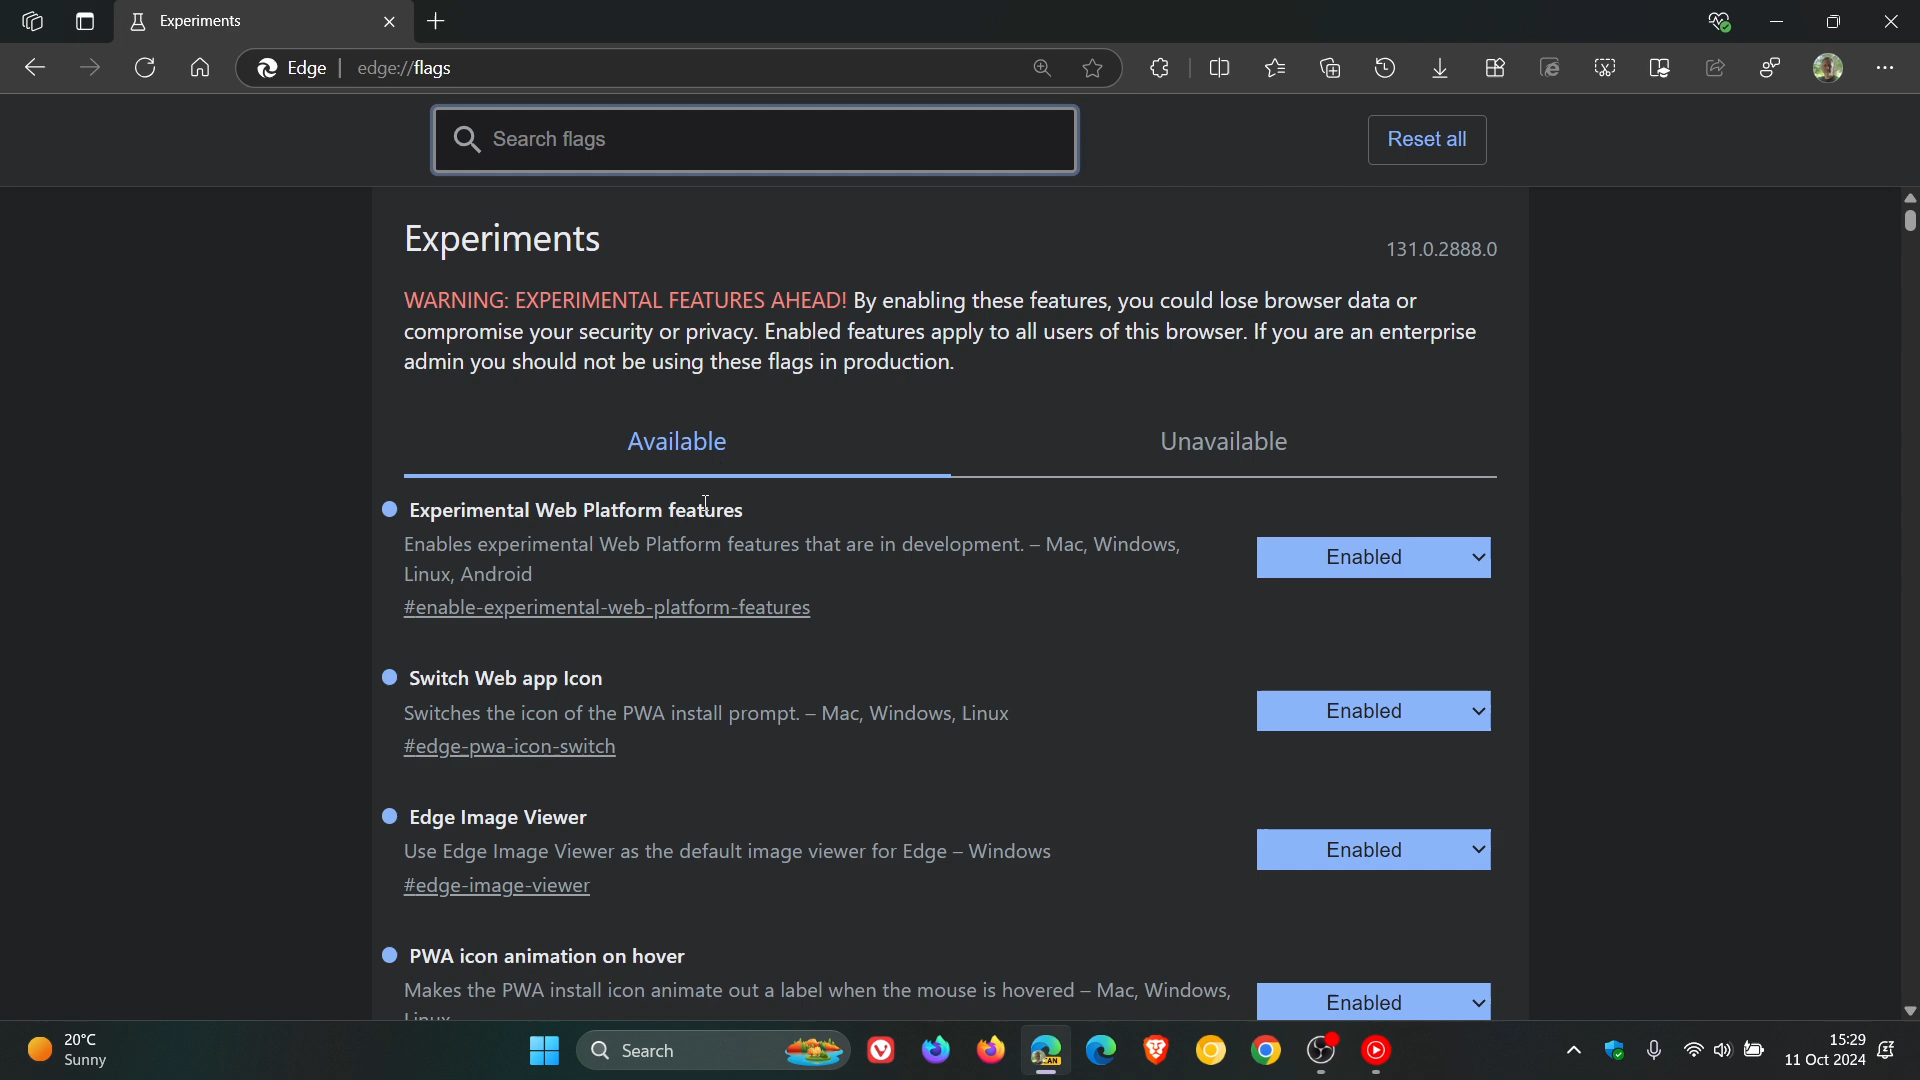 Experiments
Edge | edge://flags
Search flags
Reset all
Experiments
131.0.2888.0
WARNING: EXPERIMENTAL FEATURES AHEAD! By enabling these features, you could lose browser data or
compromise your security or privacy. Enabled features apply to all users of this browser. If you are an enterprise
admin you should not be using these flags in production.
Available
Unavailable
Experimental Web Platform features
Enables experimental Web Platform features that are in development. – Mac, Windows,
Linux, Android
Enabled
#enable-experimental-web-platform-features
Switch Web app Icon
Switches the icon of the PWA install prompt. – Mac, Windows, Linux
Enabled
#edge-pwa-icon-switch
Edge Image Viewer
Use Edge Image Viewer as the default image viewer for Edge – Windows
Enabled
#edge-image-viewer
PWA icon animation on hover
Makes the PWA install icon animate out a label when the mouse is hovered – Mac, Windows,
Linux
Enabled
20°C
Sunny
Search
CAN
15:29
11 Oct 2024